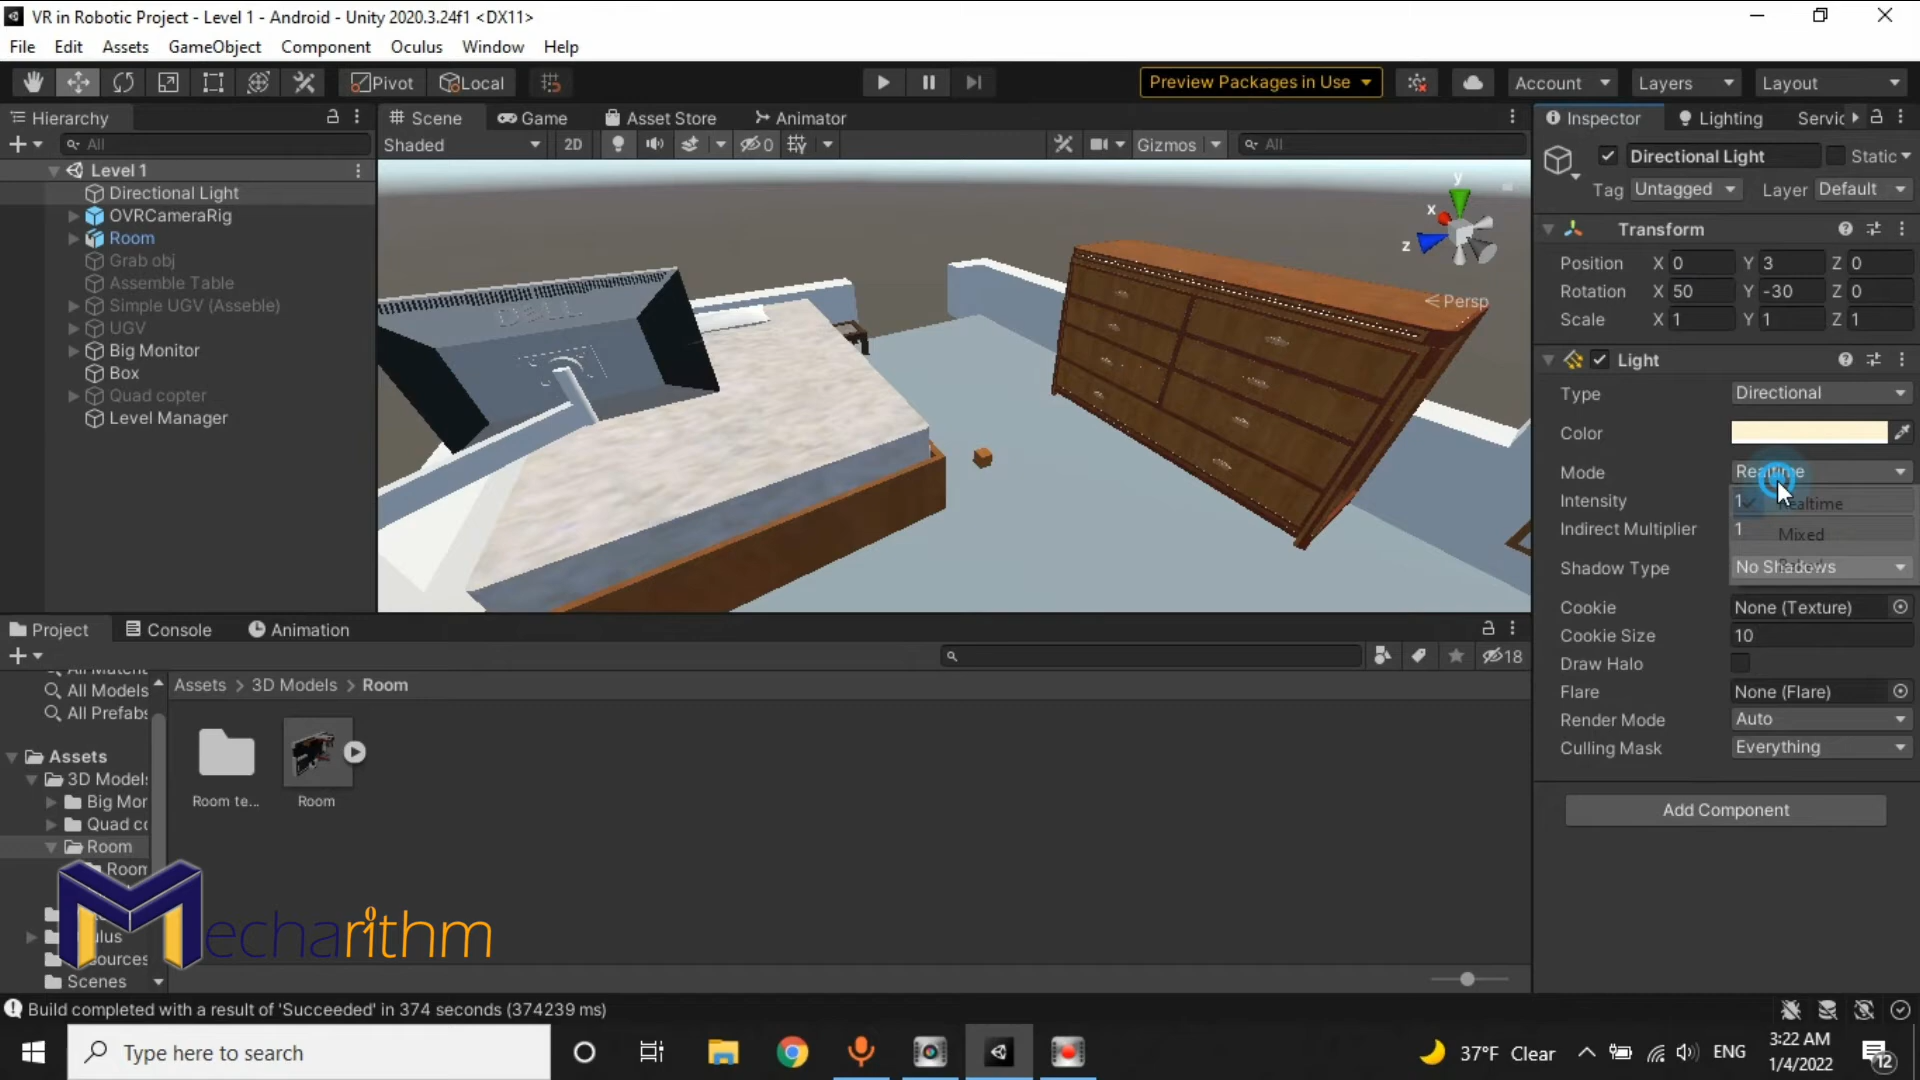 VR in Robotic Project - Level 1 - Android - Unity 2020.3.24f1 <DX11>
File Edit Assets GameObject Component Oculus Window Help
Pivot Local Preview Packages in Use Account Layers Layout
Hierarchy
All
Level 1
Directional Light
OVRCameraRig
Room
Grab obj
Assemble Table
Simple UGV (Asseble)
UGV
Big Monitor
Box
Quad copter
Level Manager
Scene Game Asset Store Animator
Shaded 2D 0 Gizmos All
DELL
y
x
z
Persp
Inspector Lighting Servic
Directional Light Static
Tag Untagged Layer Default
Transform
Position X 0 Y 3 Z 0
Rotation X 50 Y -30 Z 0
Scale X 1 Y 1 Z 1
Light
Type Directional
Color
Mode Realtime
Realtime
Intensity 1
Indirect Multiplier 1
Mixed
Shadow Type No Shadows
Cookie None (Texture)
Cookie Size 10
Draw Halo
Flare None (Flare)
Render Mode Auto
Culling Mask Everything
Add Component
Project Console Animation
18
All Models
All Prefabs
Assets
3D Models
Big Mor
Quad co
Room
Room
Scenes
Assets > 3D Models > Room
Room te...
Room
Mecharithm
Build completed with a result of 'Succeeded' in 374 seconds (374239 ms)
Type here to search
37°F Clear
ENG
3:22 AM
1/4/2022
12